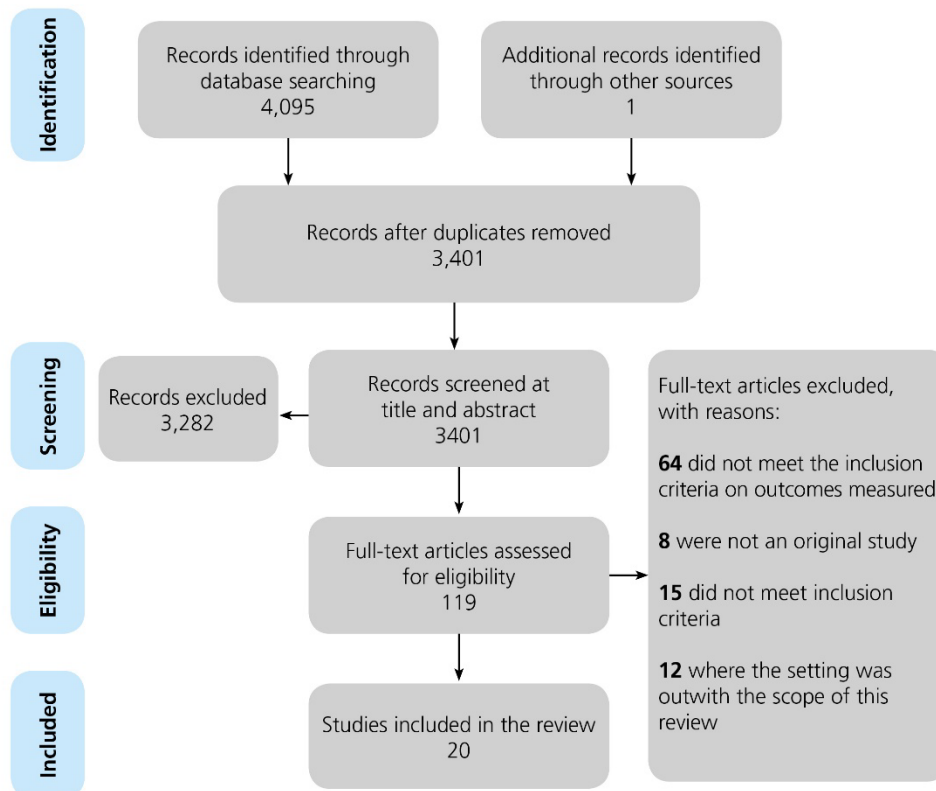 Identification
Records identified through
database searching
4,095
Additional records identified
through other sources
1
Records after duplicates removed
3,401
Screening
Records excluded
3,282
Records screened at
title and abstract
3401
Full-text articles excluded,
with reasons:
64 did not meet the inclusion
criteria on outcomes measured
8 were not an original study
15 did not meet inclusion
criteria
12 where the setting was
outwith the scope of this
review
Eligibility
Full-text articles assessed
for eligibility
119
Included
Studies included in the review
20